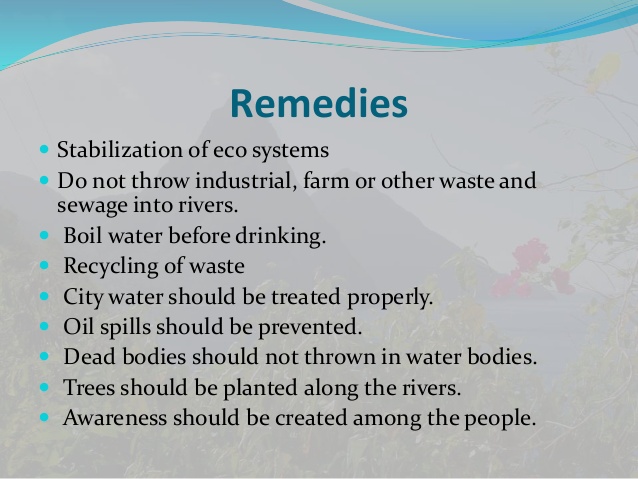 Remedies
Stabilization of eco systems
Do not throw industrial, farm or other waste and
sewage into rivers.
Boil water before drinking.
Recycling of waste
City water should be treated properly.
Oil spills should be prevented.
Dead bodies should not thrown in water bodies.
Trees should be planted along the rivers.
Awareness should be created among the people.